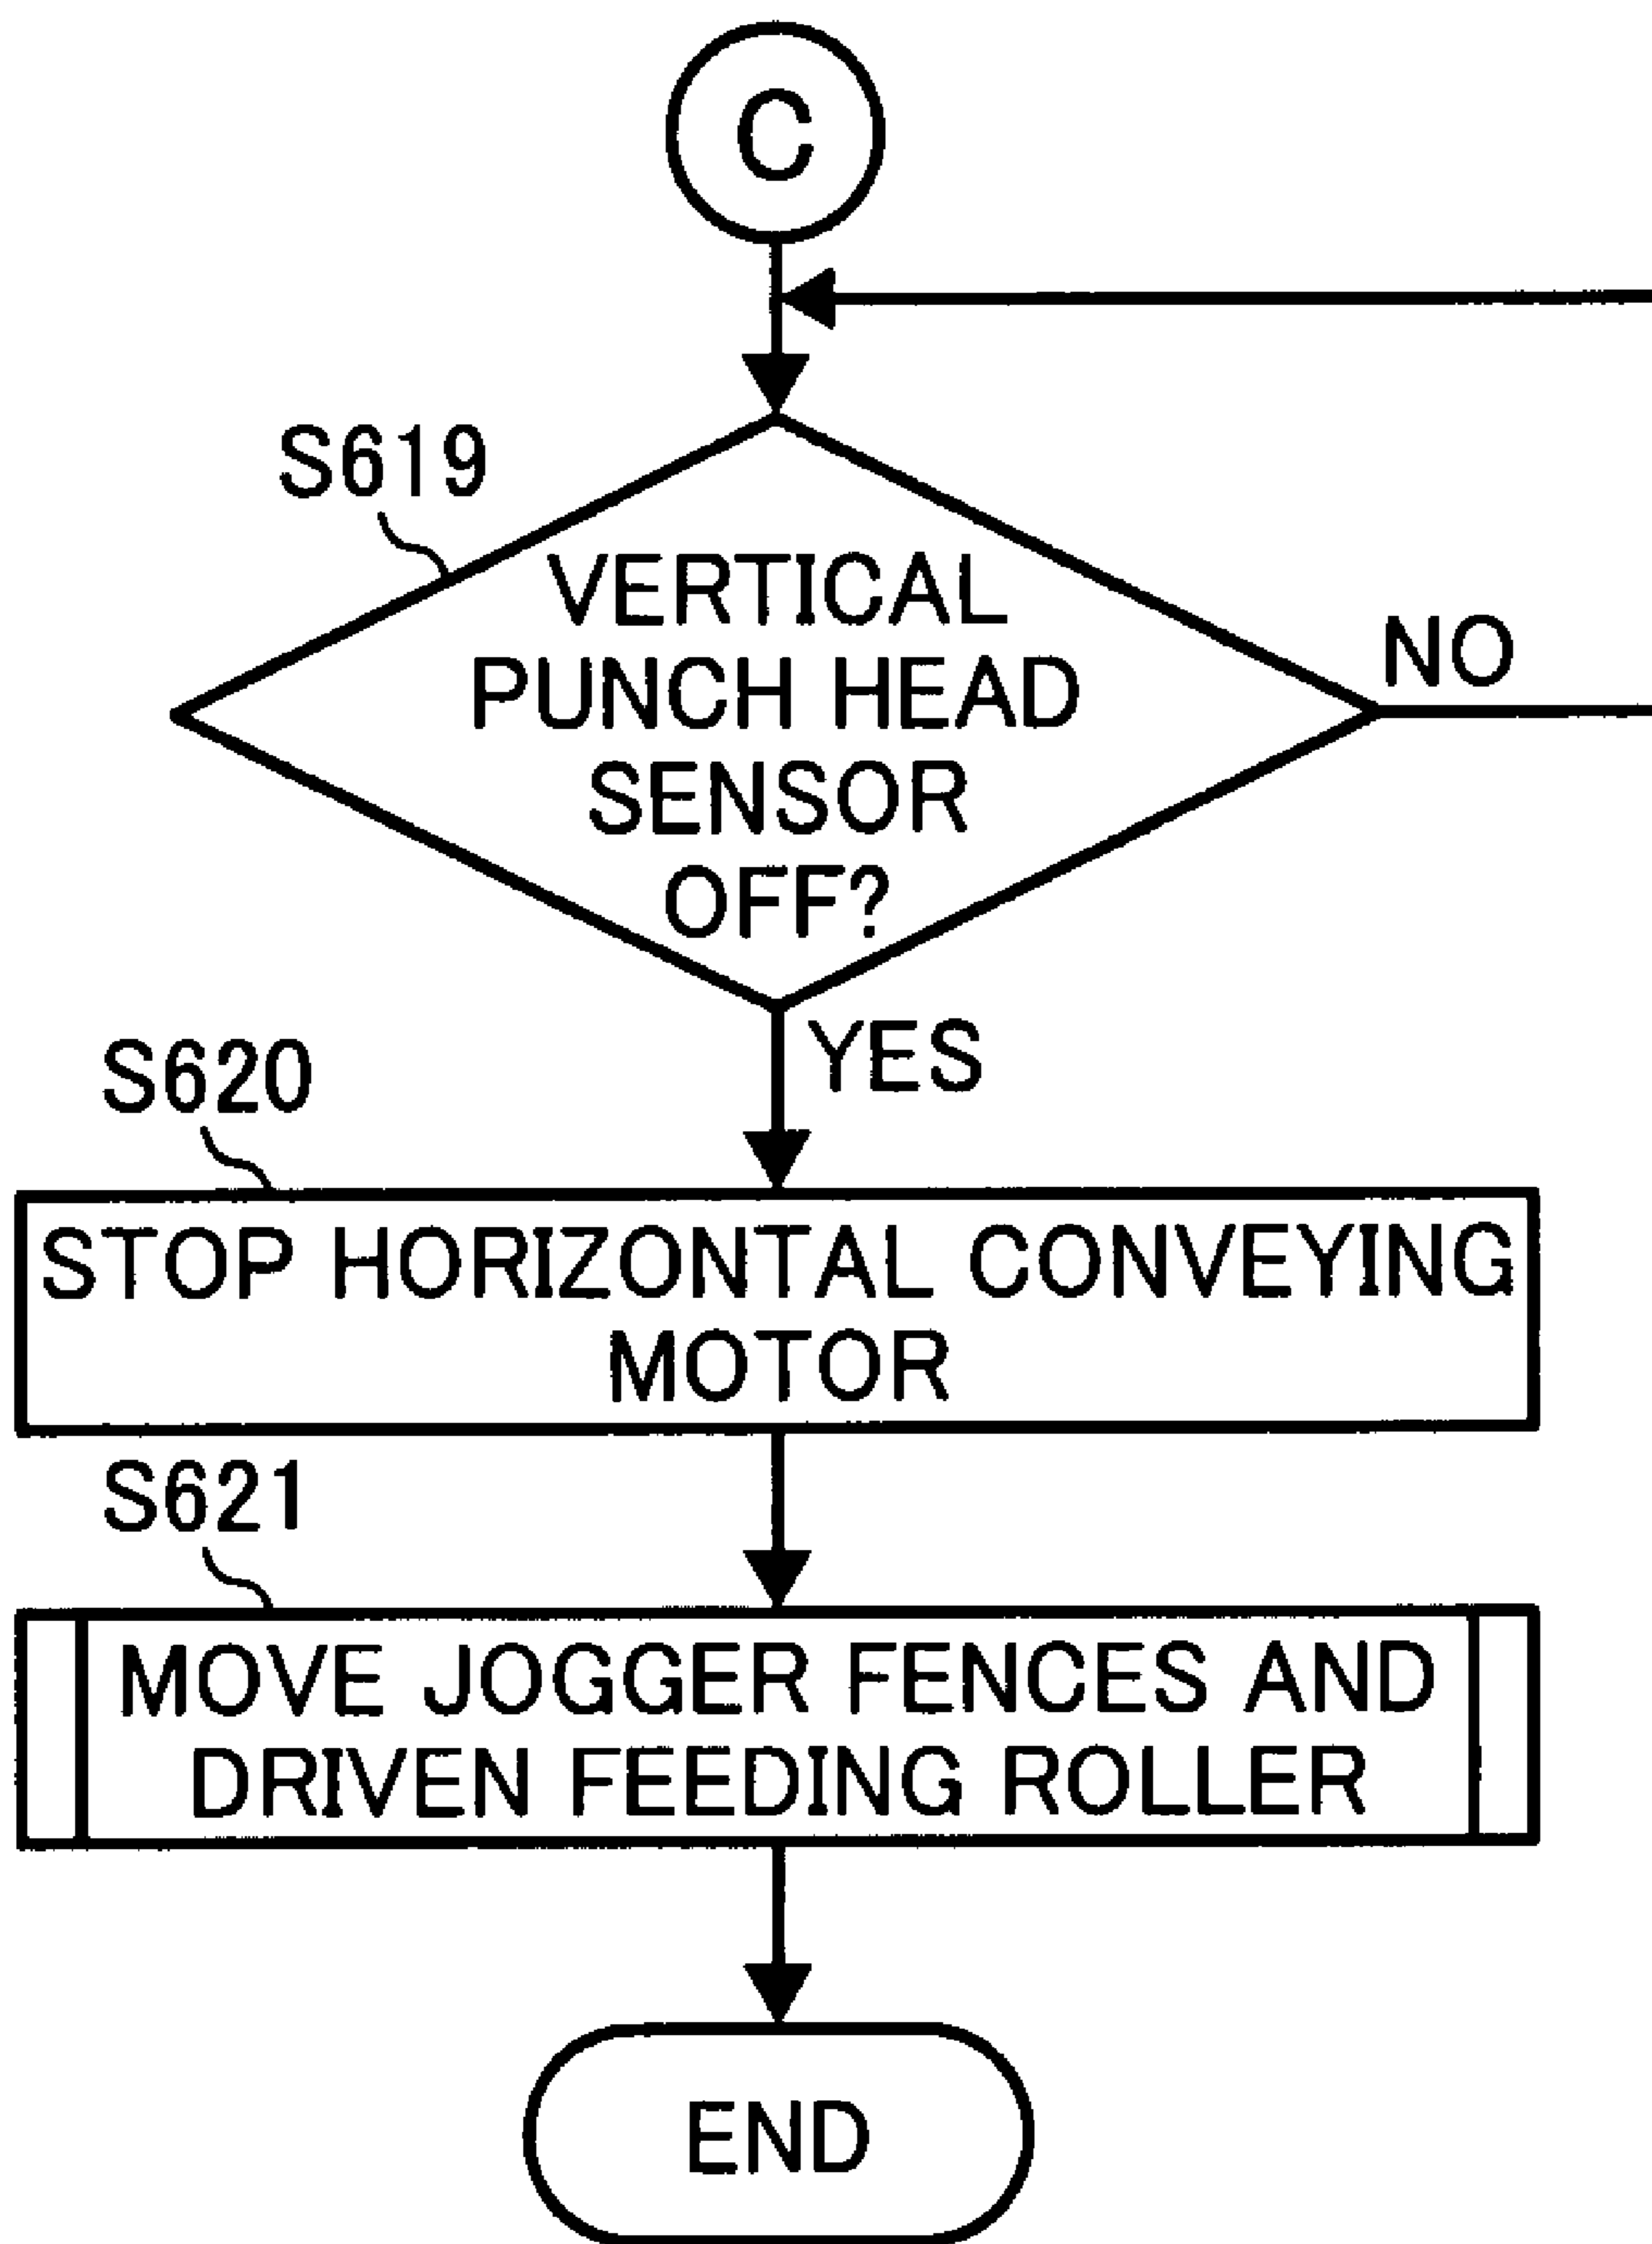 C
S619
VERTICAL
PUNCH HEAD
SENSOR
OFF?
NO
YES
S620
STOP HORIZONTAL CONVEYING
MOTOR
S621
MOVE JOGGER FENCES AND
DRIVEN FEEDING ROLLER
END